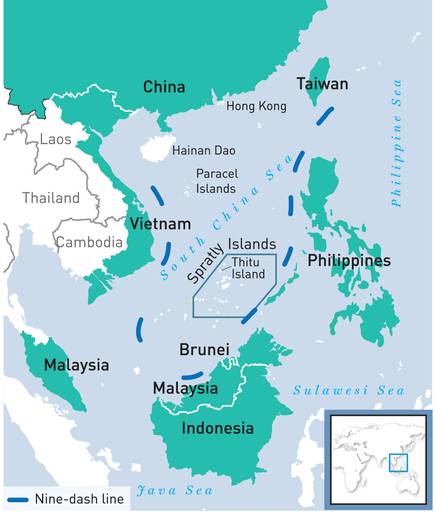 China
Taiwan
Hong Kong
Philippine Sea
Laos
Hainan Dao
Paracel
Islands
South China Sea
Thailand
Vietnam
Cambodia
Spratly Islands
Thitu
Island
Philippines
Brunei
Malaysia
Malaysia
Sulawesi Sea
Indonesia
Java Sea
Nine-dash line